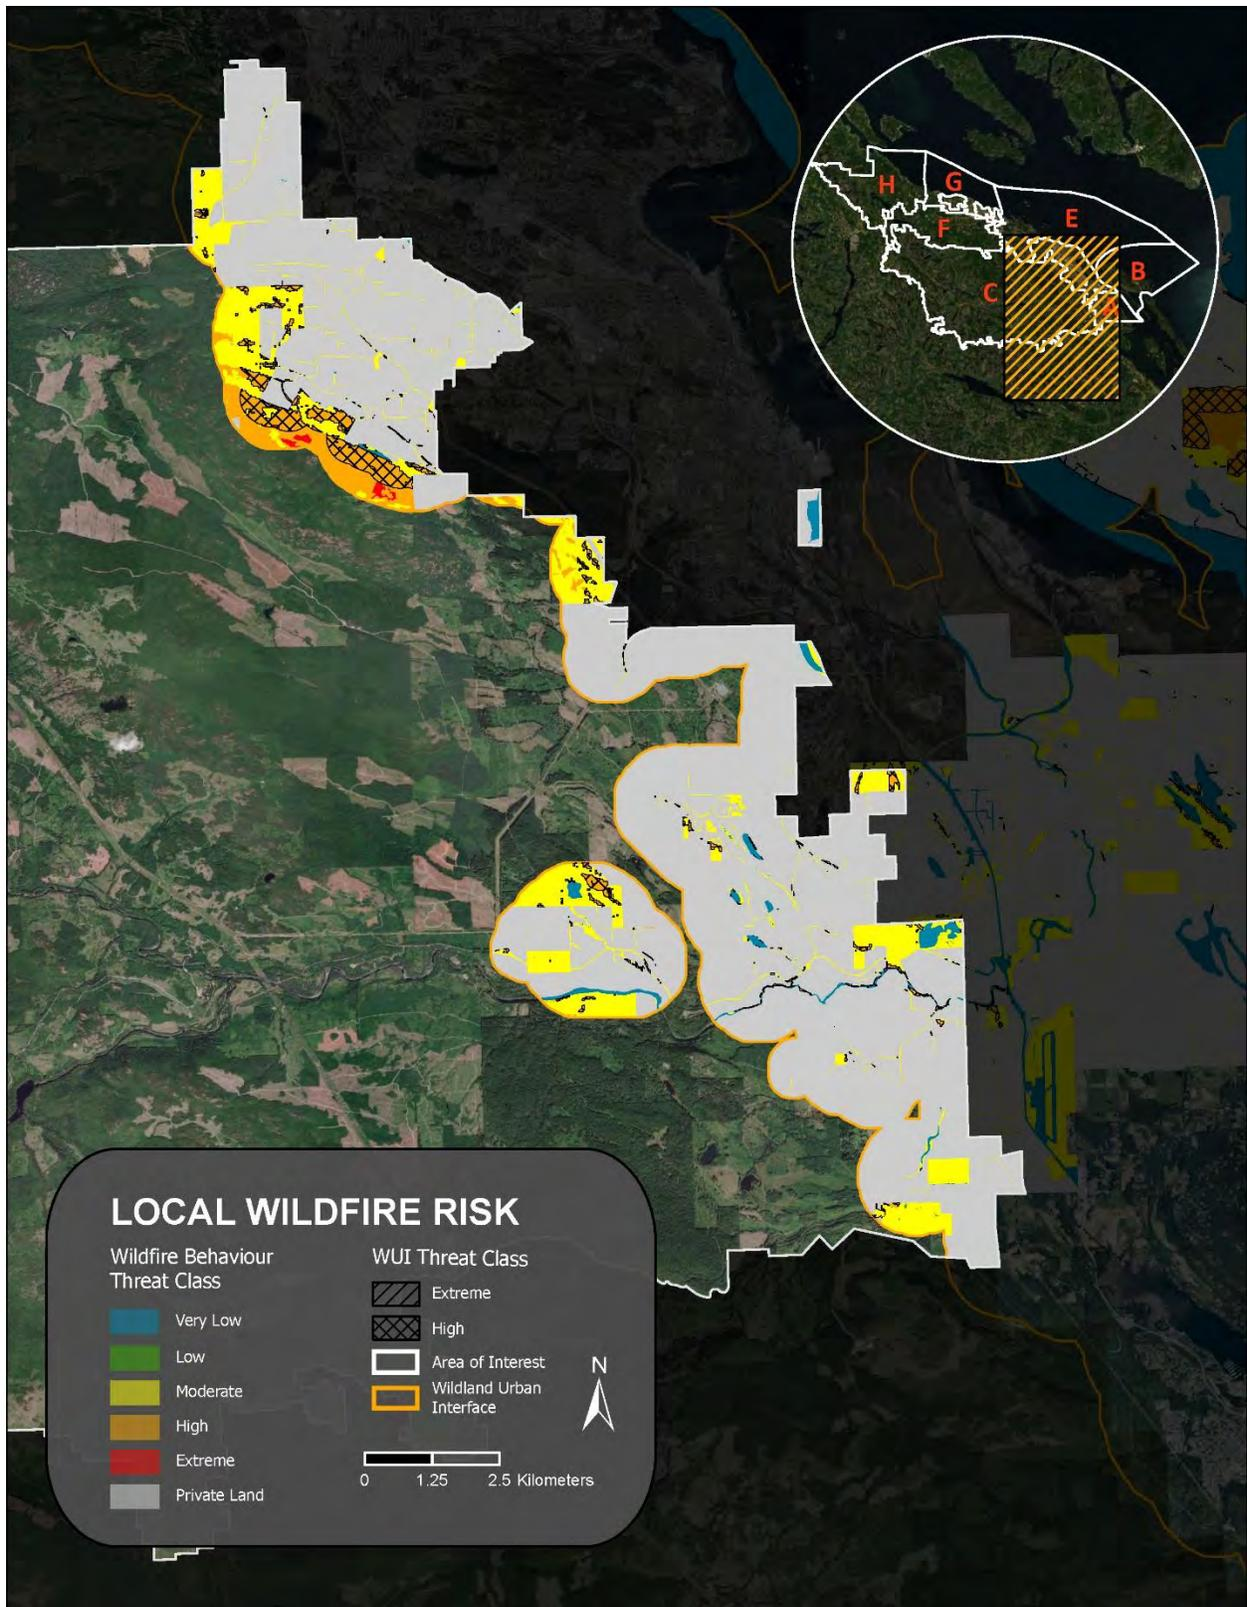 H
G
F
E
C
B
A
LOCAL WILDFIRE RISK
Wildfire Behaviour
Threat Class
Very Low
Low
Moderate
High
Extreme
Private Land
WUI Threat Class
Extreme
High
Area of Interest
Wildland Urban
Interface
N
0 1.25 2.5 Kilometers